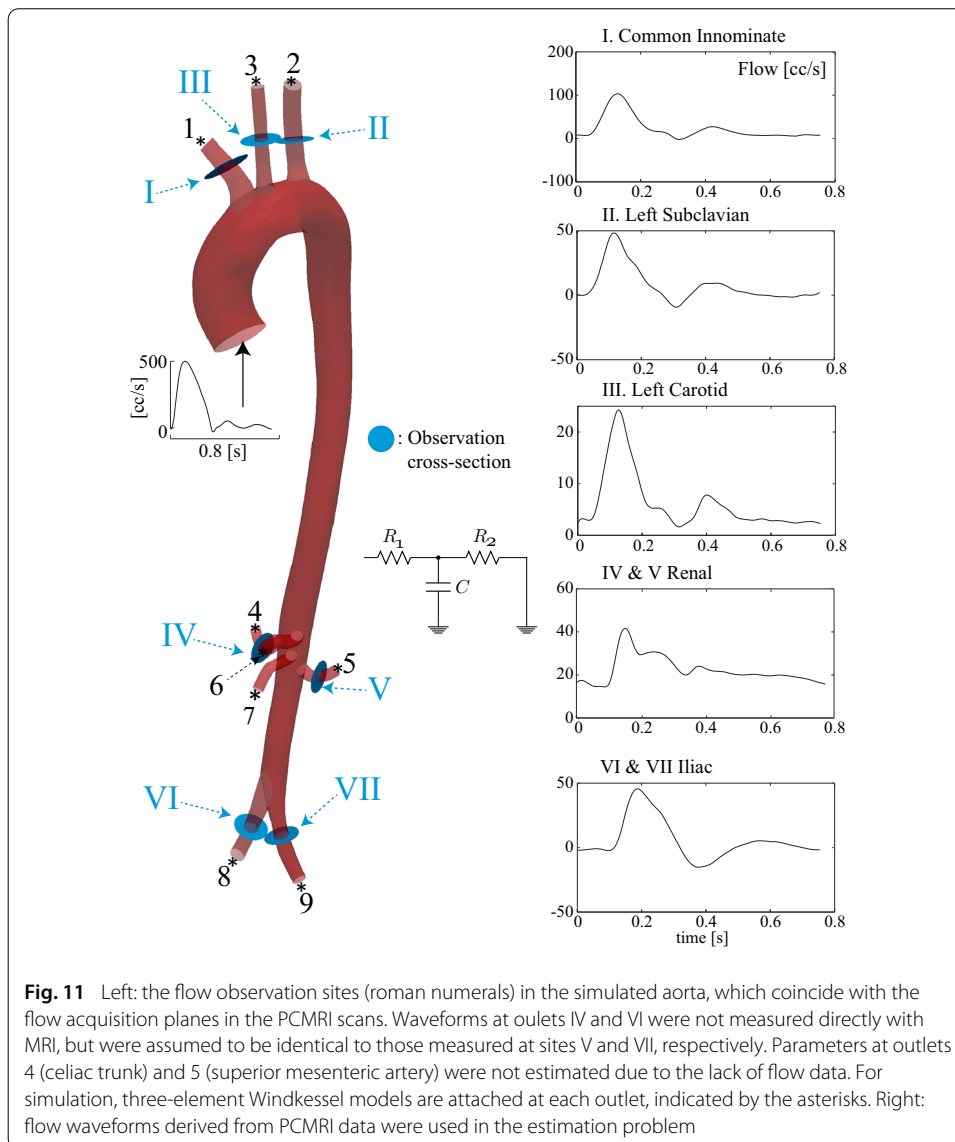 3
2
III
1
II
I
500
[cc/s]
0
0.8 [s]
: Observation
cross-section
R1
R2
C
4
IV
5
6
V
7
VI
VII
8
9
I. Common Innominate
200
Flow [cc/s]
100
0
-100
0
0.2
0.4
0.6
0.8
II. Left Subclavian
50
0
-50
0
0.2
0.4
0.6
0.8
III. Left Carotid
20
10
0
0
0.2
0.4
0.6
0.8
IV & V Renal
60
40
20
0
0
0.2
0.4
0.6
0.8
VI & VII Iliac
50
0
-50
0
0.2
0.4
0.6
0.8
time [s]
Fig. 11 Left: the flow observation sites (roman numerals) in the simulated aorta, which coincide with the
flow acquisition planes in the PCMRI scans. Waveforms at oulets IV and VI were not measured directly with
MRI, but were assumed to be identical to those measured at sites V and VII, respectively. Parameters at outlets
4 (celiac trunk) and 5 (superior mesenteric artery) were not estimated due to the lack of flow data. For
simulation, three-element Windkessel models are attached at each outlet, indicated by the asterisks. Right:
flow waveforms derived from PCMRI data were used in the estimation problem